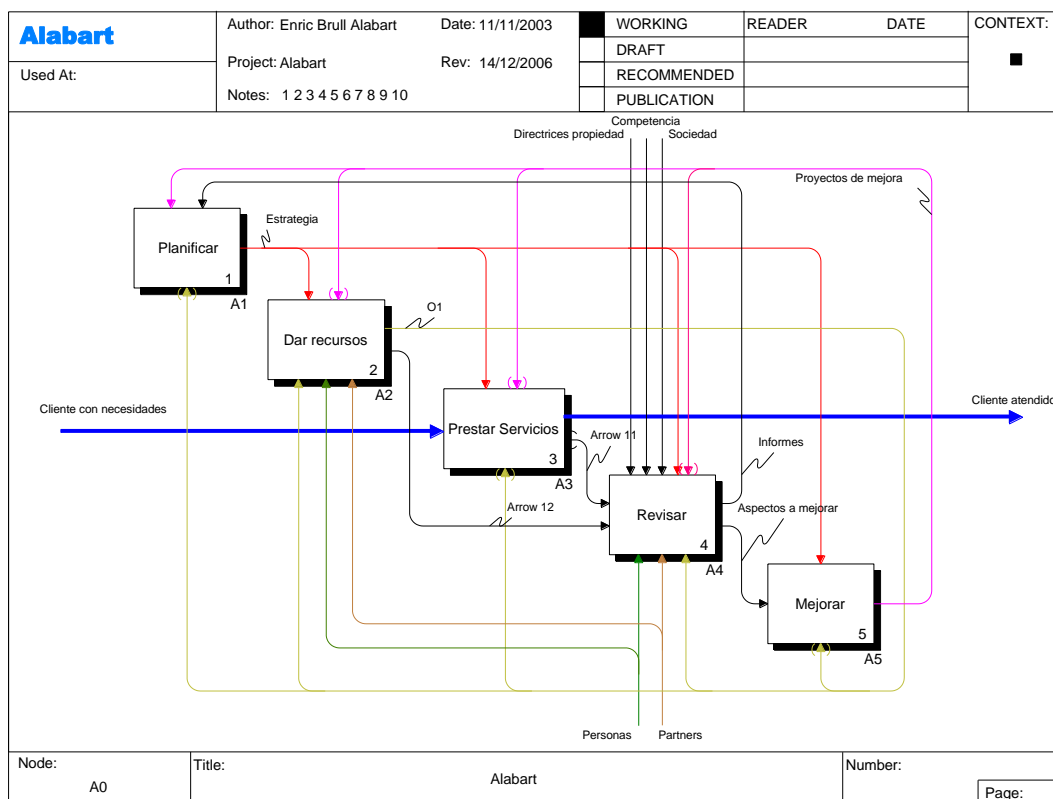 Alabart
Used At:
Author: Enric Brull Alabart
Date: 11/11/2003
Project: Alabart
Rev: 14/12/2006
Notes: 1 2 3 4 5 6 7 8 9 10
WORKING
DRAFT
RECOMMENDED
PUBLICATION
READER
DATE
CONTEXT:
Competencia
Directrices propiedad
Sociedad
Proyectos de mejora
Estrategia
Planificar
1
A1
O1
Dar recursos
2
A2
Cliente con necesidades
Cliente atendido
Prestar Servicios
3
A3
Arrow 11
Informes
Arrow 12
Aspectos a mejorar
Revisar
4
A4
Mejorar
5
A5
Personas
Partners
Node:
A0
Title:
Alabart
Number:
Page: